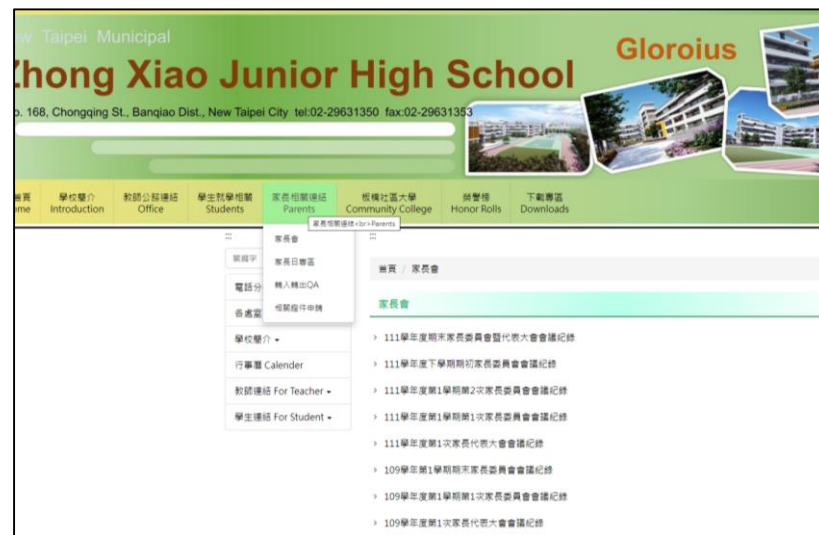 ew Taipei Municipal
Gloroius
Zhong Xiao Junior High School
o. 168, Chongqing St., Banqiao Dist., New Taipei City tel:02-29631350 fax:02-29631353
首頁 學校簡介 教師公務連結 學生就學相關 家長相關連結 板橋社區大學 榮譽榜 下載專區
ome Introduction Office Students Parents Community College Honor Rolls Downloads
家長相關連結<br>Parents
:::
:::
關鍵字
家長會
家長日專區
首頁 / 家長會
電話分
轉入轉出QA
家長會
各處室
相關證件申請
學校簡介
111學年度期末家長委員會暨代表大會會議紀錄
行事曆 Calender
111學年度下學期期初家長委員會會議紀錄
教師連結 For Teacher
111學年度第1學期第2次家長委員會會議紀錄
學生連結 For Student
111學年度第1學期第1次家長委員會會議紀錄
111學年度第1次家長代表大會會議紀錄
109學年第1學期期末家長委員會會議紀錄
109學年度第1學期第1次家長委員會會議紀錄
109學年度第1次家長代表大會會議紀錄